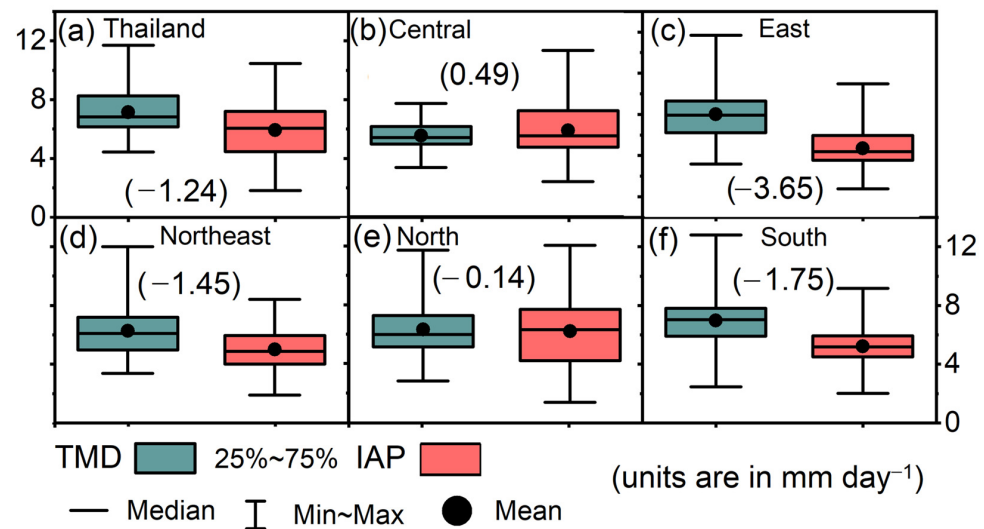 (a) Thailand (b) Central (c) East
12
(0.49)
8
4
(−1.24) (−3.65)
0
(d) Northeast (e) North (f) South
12
(−1.45) (−0.14) (−1.75)
8
4
0
TMD 25%~75% IAP
(units are in mm day⁻¹)
Median Min~Max Mean